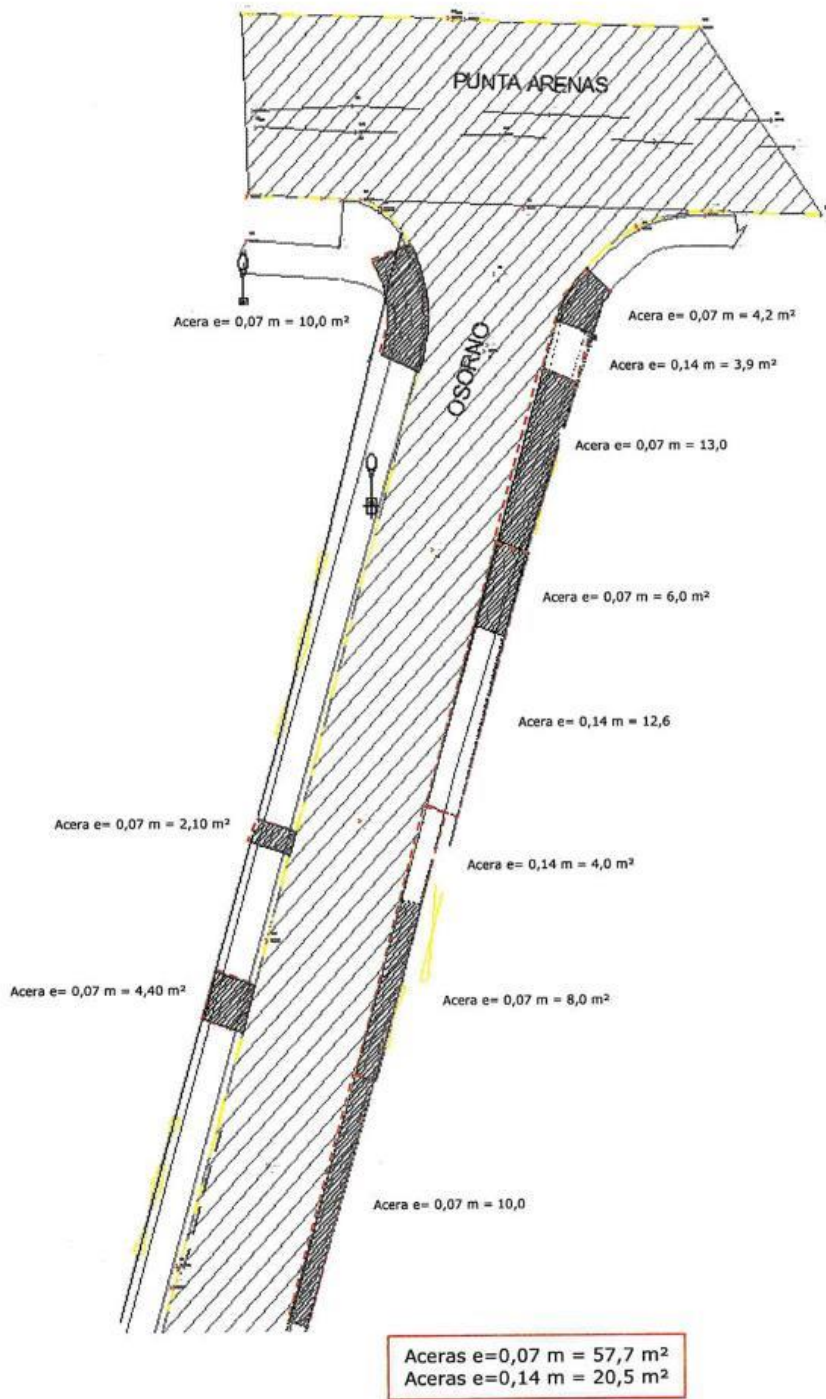 PUNTA ARENAS
OSORNO
Acera e= 0,07 m = 10,0 m²
Acera e= 0,07 m = 4,2 m²
Acera e= 0,14 m = 3,9 m²
Acera e= 0,07 m = 13,0
Acera e= 0,07 m = 6,0 m²
Acera e= 0,14 m = 12,6
Acera e= 0,07 m = 2,10 m²
Acera e= 0,14 m = 4,0 m²
Acera e= 0,07 m = 4,40 m²
Acera e= 0,07 m = 8,0 m²
Acera e= 0,07 m = 10,0
Aceras e=0,07 m = 57,7 m²
Aceras e=0,14 m = 20,5 m²